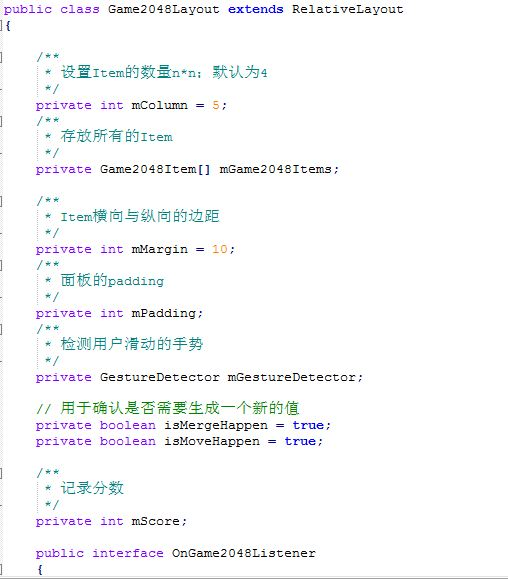 public class Game2048Layout extends RelativeLayout
{
/**
* 设置Item的数量n*n；默认为4
*/
private int mColumn = 5;
/**
* 存放所有的Item
*/
private Game2048Item[] mGame2048Items;
/**
* Item横向与纵向的边距
*/
private int mMargin = 10;
/**
* 面板的padding
*/
private int mPadding;
/**
* 检测用户滑动的手势
*/
private GestureDetector mGestureDetector;
// 用于确认是否需要生成一个新的值
private boolean isMergeHappen = true;
private boolean isMoveHappen = true;
/**
* 记录分数
*/
private int mScore;
public interface OnGame2048Listener
{